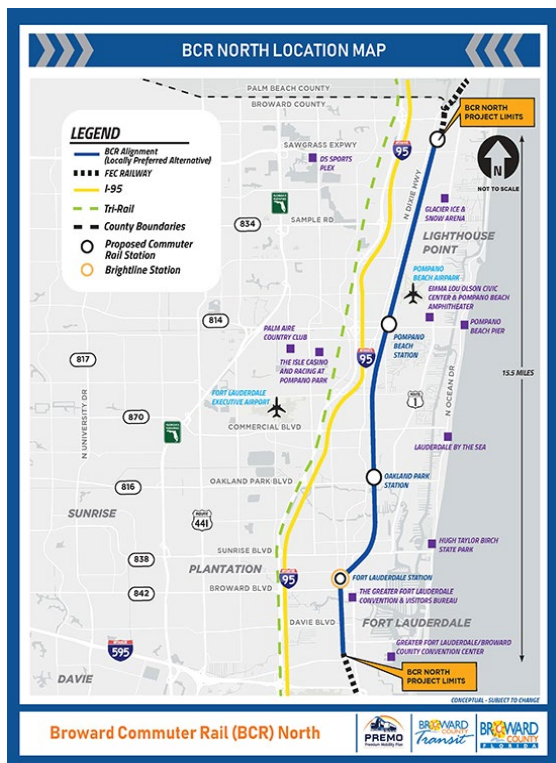 BCR NORTH LOCATION MAP
PALM BEACH COUNTY
BROWARD COUNTY
BCR NORTH
PROJECT LIMITS
LEGEND
BCR Alignment
(Locally Preferred Alternative)
FEC RAILWAY
I-95
Tri-Rail
County Boundaries
Proposed Commuter
Rail Station
Brightline Station
SAWGRASS EXPWY
DS SPORTS
PLEX
95
N DIXIE HWY
N
NOT TO SCALE
SAMPLE RD
834
GLACIER ICE &
SNOW ARENA
LIGHTHOUSE
POINT
POMPANO
BEACH AIRPARK
EMMA LOU OLSON CIVIC
CENTER & POMPANO BEACH
AMPHITHEATER
814
PALM AIRE
COUNTRY CLUB
POMPANO
BEACH
STATION
POMPANO
BEACH PIER
817
THE ISLE CASINO
AND RACING AT
POMPANO PARK
95
15.5 MILES
N UNIVERSITY DR
FORT LAUDERDALE
EXECUTIVE AIRPORT
1
N OCEAN DR
870
COMMERCIAL BLVD
LAUDERDALE BY THE SEA
OAKLAND PARK BLVD
OAKLAND PARK
STATION
816
SUNRISE
ROUTE
441
HUGH TAYLOR BIRCH
STATE PARK
SUNRISE BLVD
838
PLANTATION
95
FORT LAUDERDALE STATION
BROWARD BLVD
842
THE GREATER FORT LAUDERDALE
CONVENTION & VISITORS BUREAU
DAVIE BLVD
FORT LAUDERDALE
595
GREATER FORT LAUDERDALE/BROWARD
COUNTY CONVENTION CENTER
DAVIE
BCR NORTH
PROJECT LIMITS
CONCEPTUAL - SUBJECT TO CHANGE
Broward Commuter Rail (BCR) North
PREMO
Premium Mobility Plan
BROWARD
COUNTY
Transit
BROWARD
COUNTY
FLORIDA